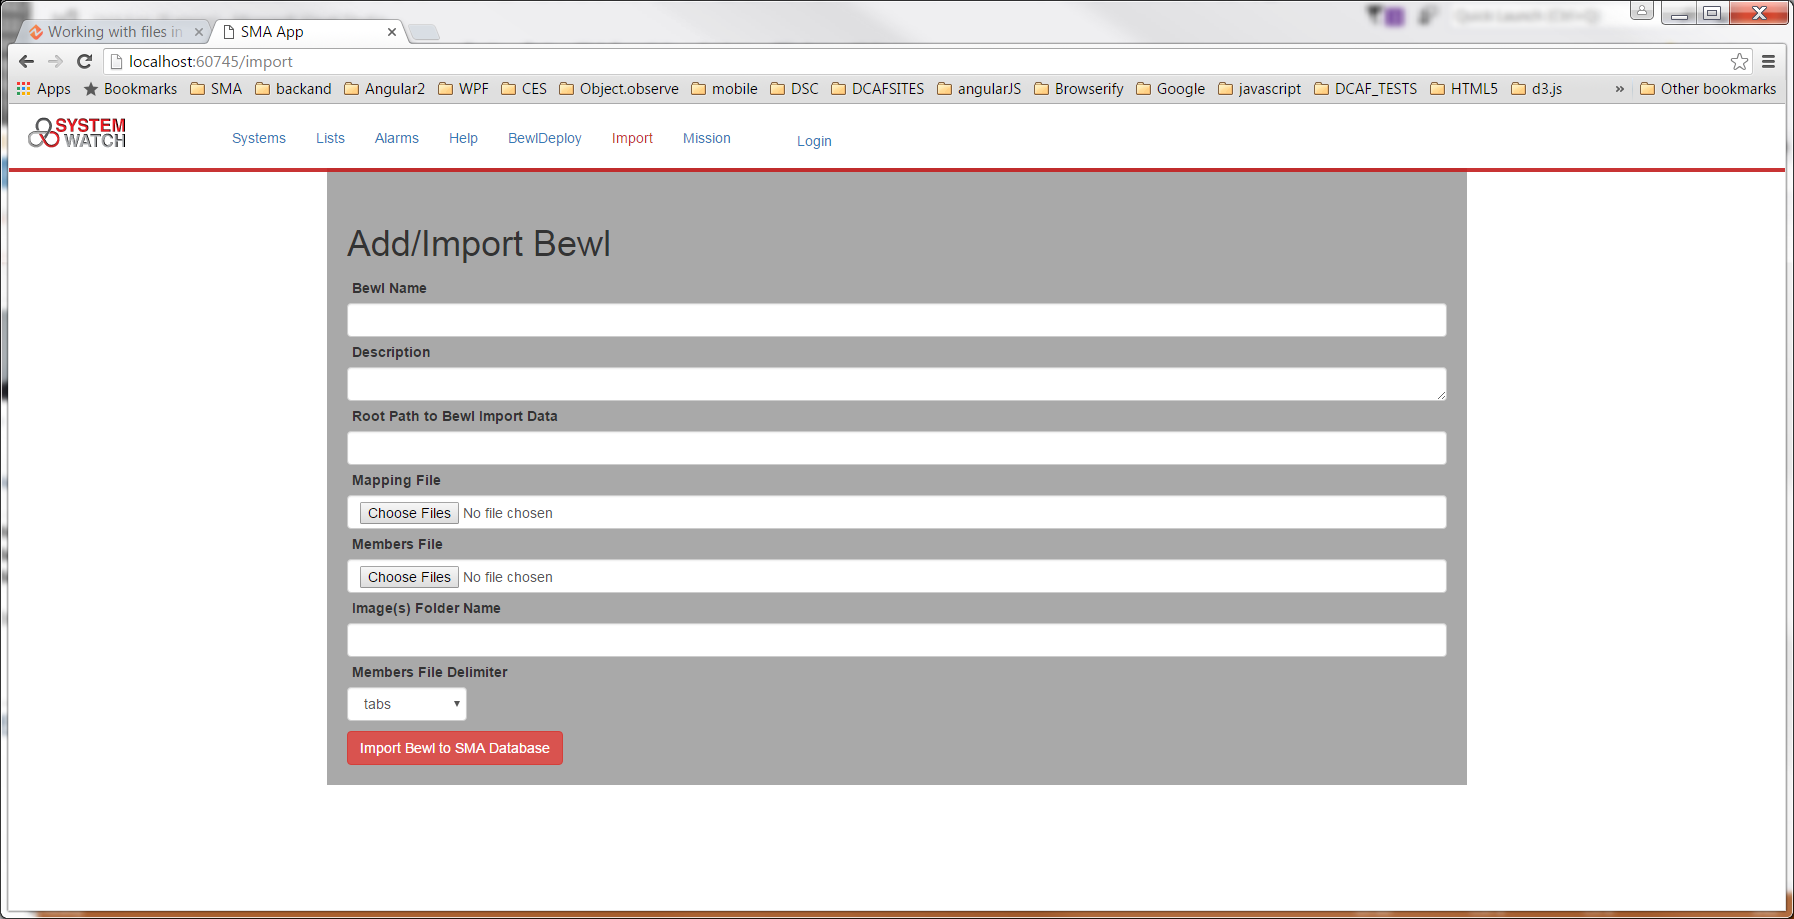 Quick Launch (Ctrl+Q)
Working with files in
SMA App
localhost:60745/import
Apps Bookmarks SMA backand Angular2 WPF CES Object.observe mobile DSC DCAFSITES angularJS Browserify Google javascript DCAF_TESTS HTML5 d3.js » Other bookmarks
SYSTEM
WATCH
Systems Lists Alarms Help BewlDeploy Import Mission Login
Add/Import Bewl
Bewl Name
Description
Root Path to Bewl Import Data
Mapping File
Choose Files No file chosen
Members File
Choose Files No file chosen
Image(s) Folder Name
Members File Delimiter
tabs
Import Bewl to SMA Database